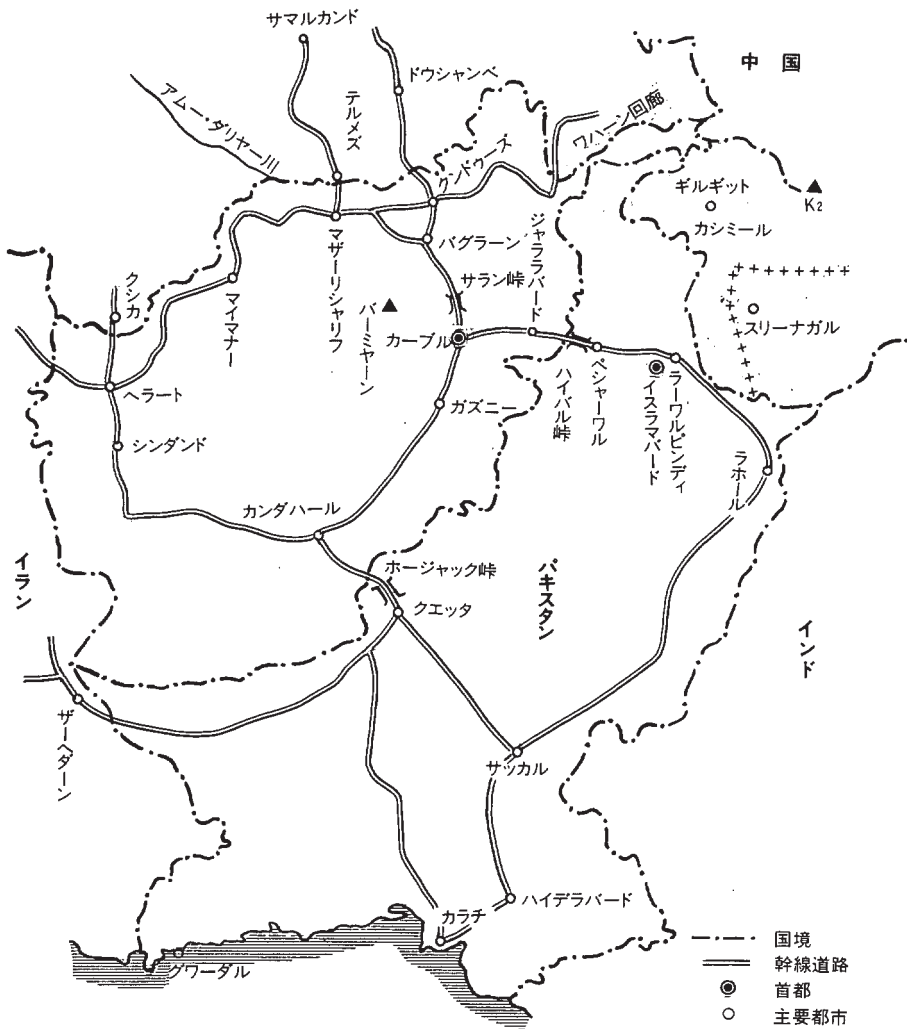 サマルカンド
中国
ドウシャンベ
アム－・ダリヤー川
テルメズ
ワハーン回廊
クンドゥーズ
ギルギット
K2
カシミール
バグラーン
ジャララバード
マザーリシャリフ
サラン峠
クシカ
マイマナー
バーミヤーン
カーブル
スリーナガル
ヘラート
ハイバル峠
ペシャーワル
イスラマバード
ラーワルピンディ
ガズニー
シンダンド
ラホール
カンダハール
イラン
ホージャック峠
パキスタン
クエッタ
インド
ザーヘダーン
サッカル
ハイデラバード
カラチ
グワーダル
国境
幹線道路
首都
主要都市